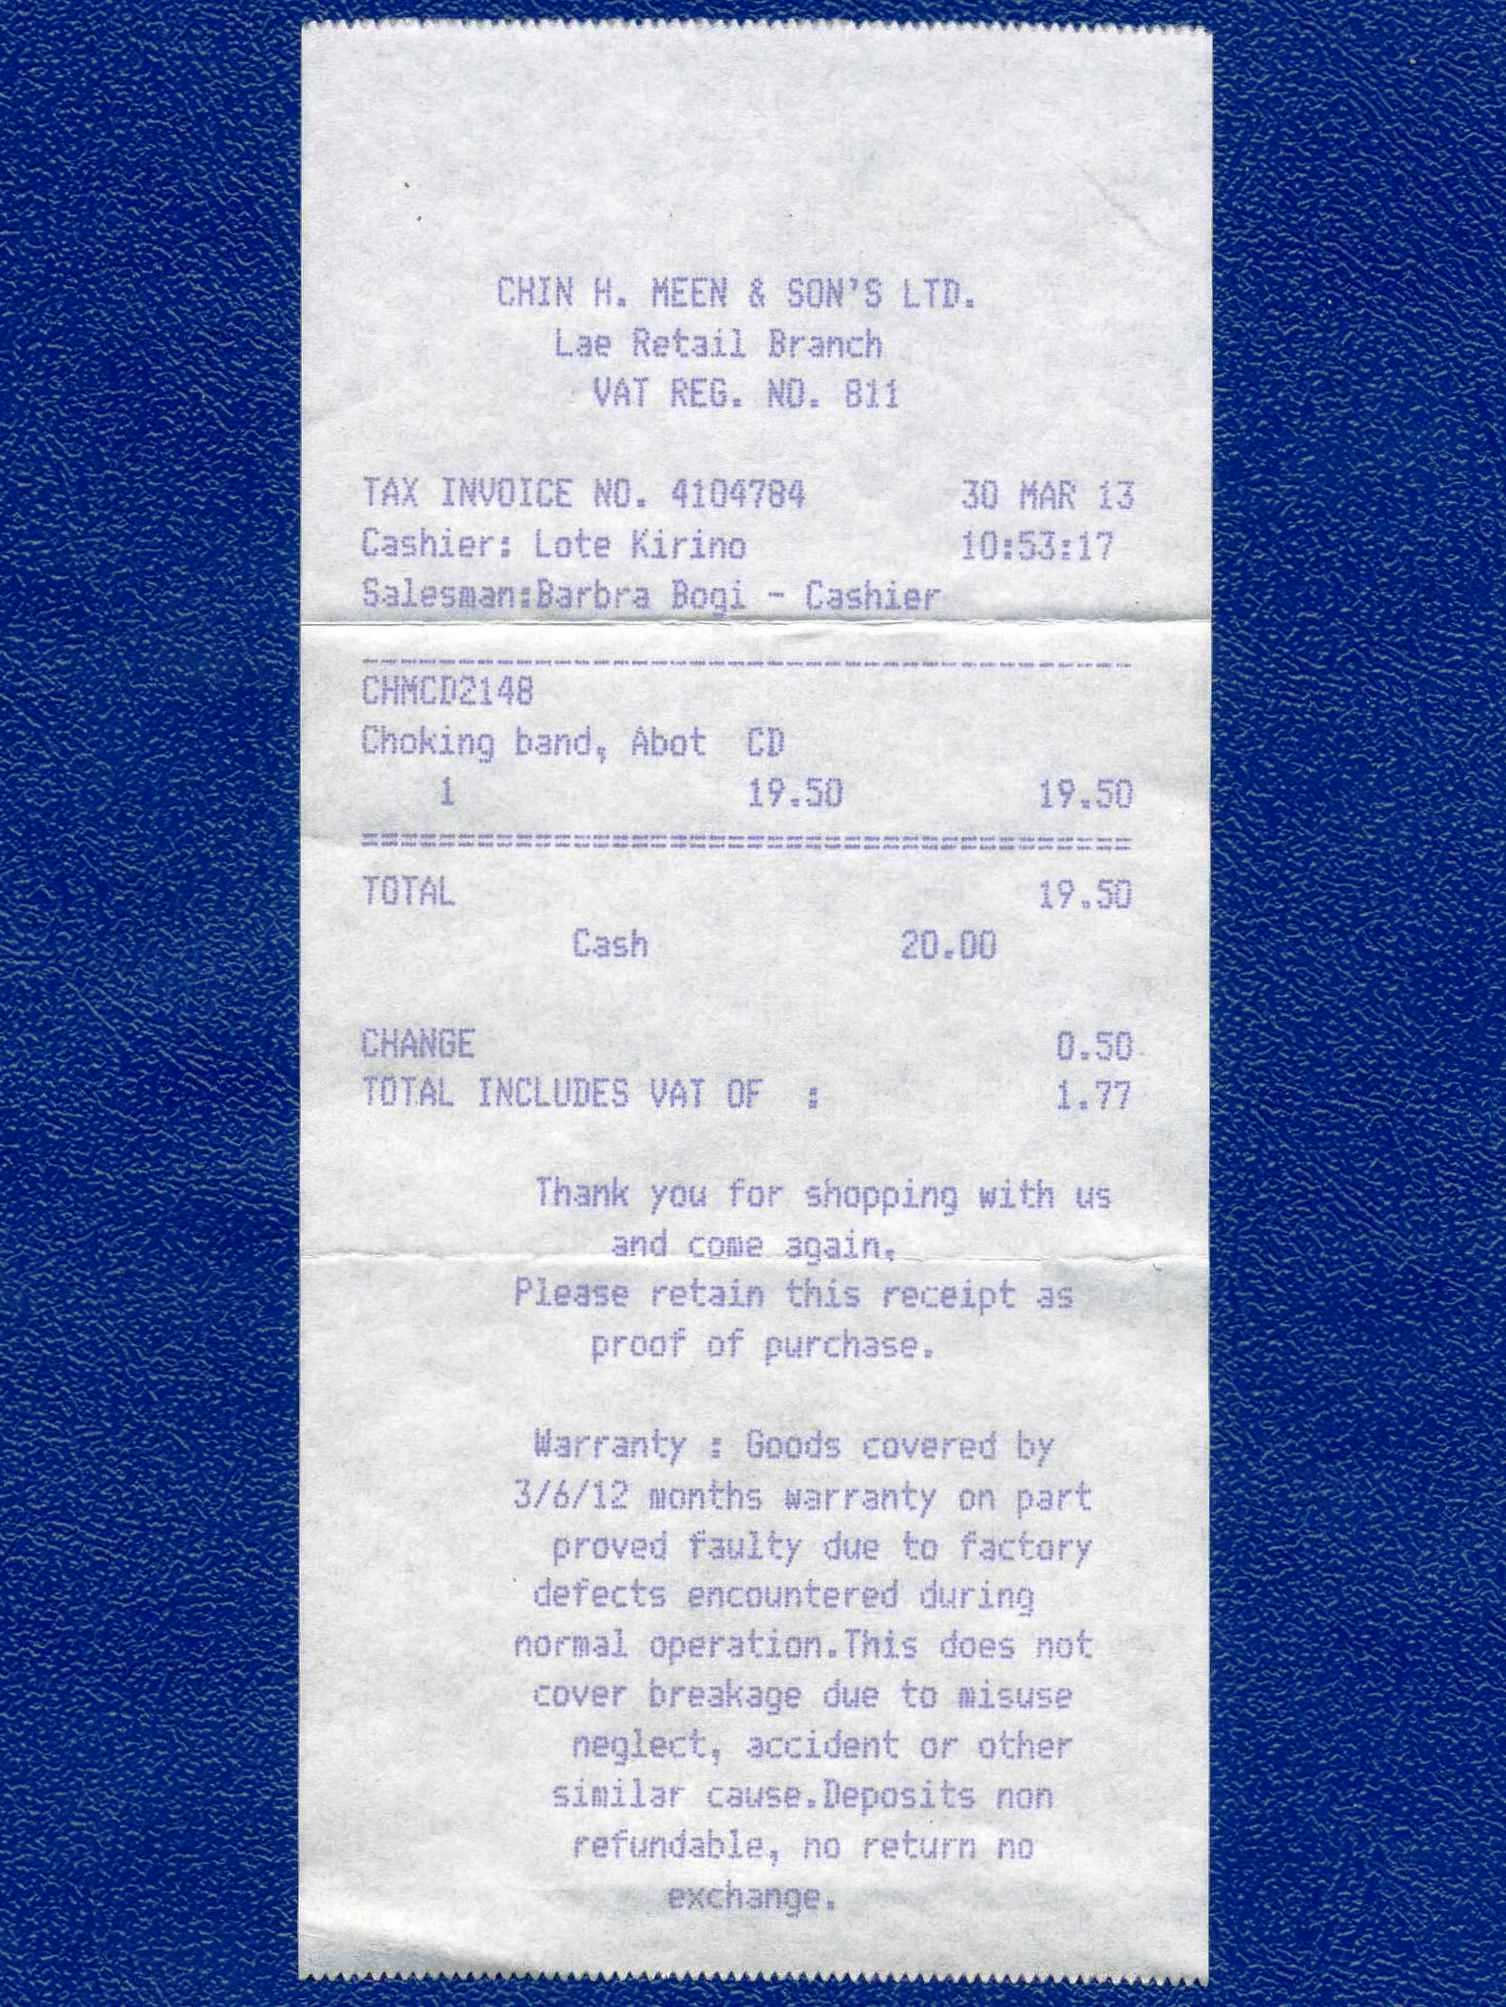 CHIN H. MEEN & SON'S LTD.
Lae Retail Branch
VAT REG. NO. 811
TAX INVOICE NO. 4104784 30 MAR 13
Cashier: Lote Kirino 10:53:17
Salesman:Barbra Bogi - Cashier
----------------------------------------
CHMCD2148
Choking band, Abot CD
1 19.50 19.50
========================================
TOTAL 19.50
Cash 20.00
CHANGE 0.50
TOTAL INCLUDES VAT OF : 1.77
Thank you for shopping with us
and come again.
Please retain this receipt as
proof of purchase.
Warranty : Goods covered by
3/6/12 months warranty on part
proved faulty due to factory
defects encountered during
normal operation.This does not
cover breakage due to misuse
neglect, accident or other
similar cause.Deposits non
refundable, no return no
exchange.